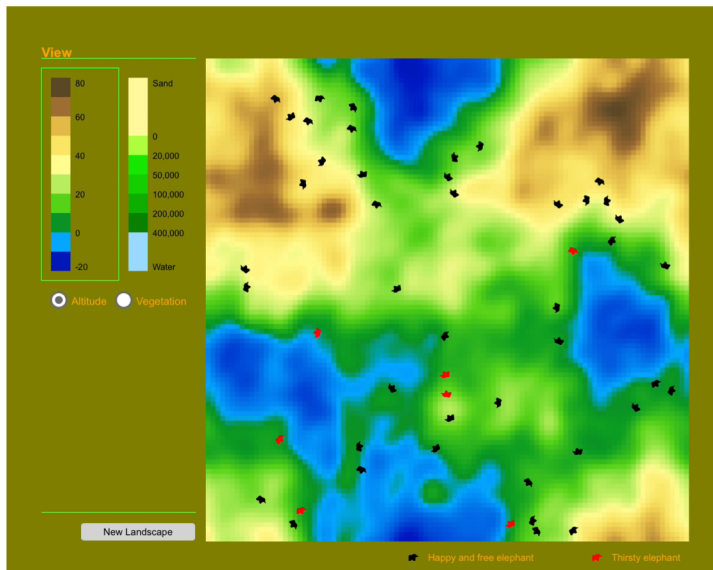 View
80
60
40
20
0
-20
Sand
0
20,000
50,000
100,000
200,000
400,000
Water
Altitude
Vegetation
New Landscape
Happy and free elephant
Thirsty elephant